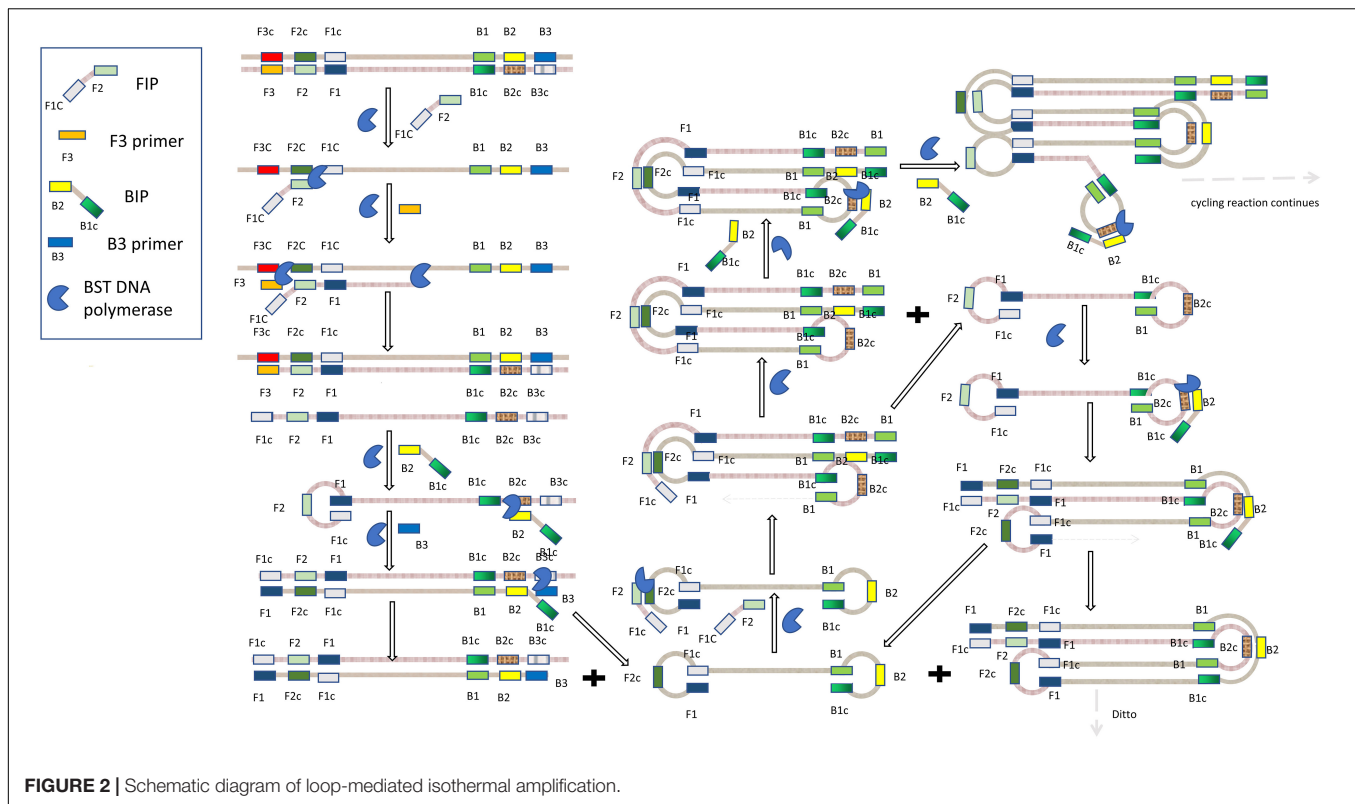 FIP
F2
F1C
F3 primer
F3
BIP
B2
B1c
B3 primer
B3
BST DNA
polymerase
F3c F2c F1c B1 B2 B3
F3 F2 F1 B1c B2c B3c
F1C F2
F3C F2C F1C B1 B2 B3
F2
F1C
F3C F2C F1C B1 B2 B3
F3 F2 F1
F1C
F3c F2c F1c B1 B2 B3
F3 F2 F1 B1c B2c B3c
F1c F2 F1 B1c B2c B3c
B2
B1c
F1 B1c B2c B3c
F2
F1c B2
B1c
B3
F1c F2 F1 B1c B2c B3c
F1 F2c F1c B1 B2 B3
B1c
F1c F2 F1 B1c B2c B3c
F1 F2c F1c B1 B2 B3
+
F1c B1
F2c B2
F1 B1c
F1c B1
F2 F2c B2
F1c F1 F1C F2 B1c
F1 B1c B2c B1
F2 F2c F1c B1 B2 B1c
B1c B2c
F1c F1 B1
F1 B1c B2c B1
F2 F2c F1c B1 B2 B1c
F1 B1c B2c
F1c B1
B2
B1c
F1 B1c B2c B1
F2 F2c F1c B1 B2 B1c
F1 B1c B2c B2
F1c B1 B1c
B2
B1c
B1c
B2
cycling reaction continues
+
F1 B1c
F2 B2c
F1c B1
F1 B1c
F2 B2c B2
F1c B1
B1c
F1 F2c F1c B1
F1c F2 F1 B1c
F2c F1c B2c B2
F1 B1c
+
F1 F2c F1c B1
F1c F2 F1 B1c B2c B2
F2c F1c B1
F1 B1c
Ditto
FIGURE 2 | Schematic diagram of loop-mediated isothermal amplification.